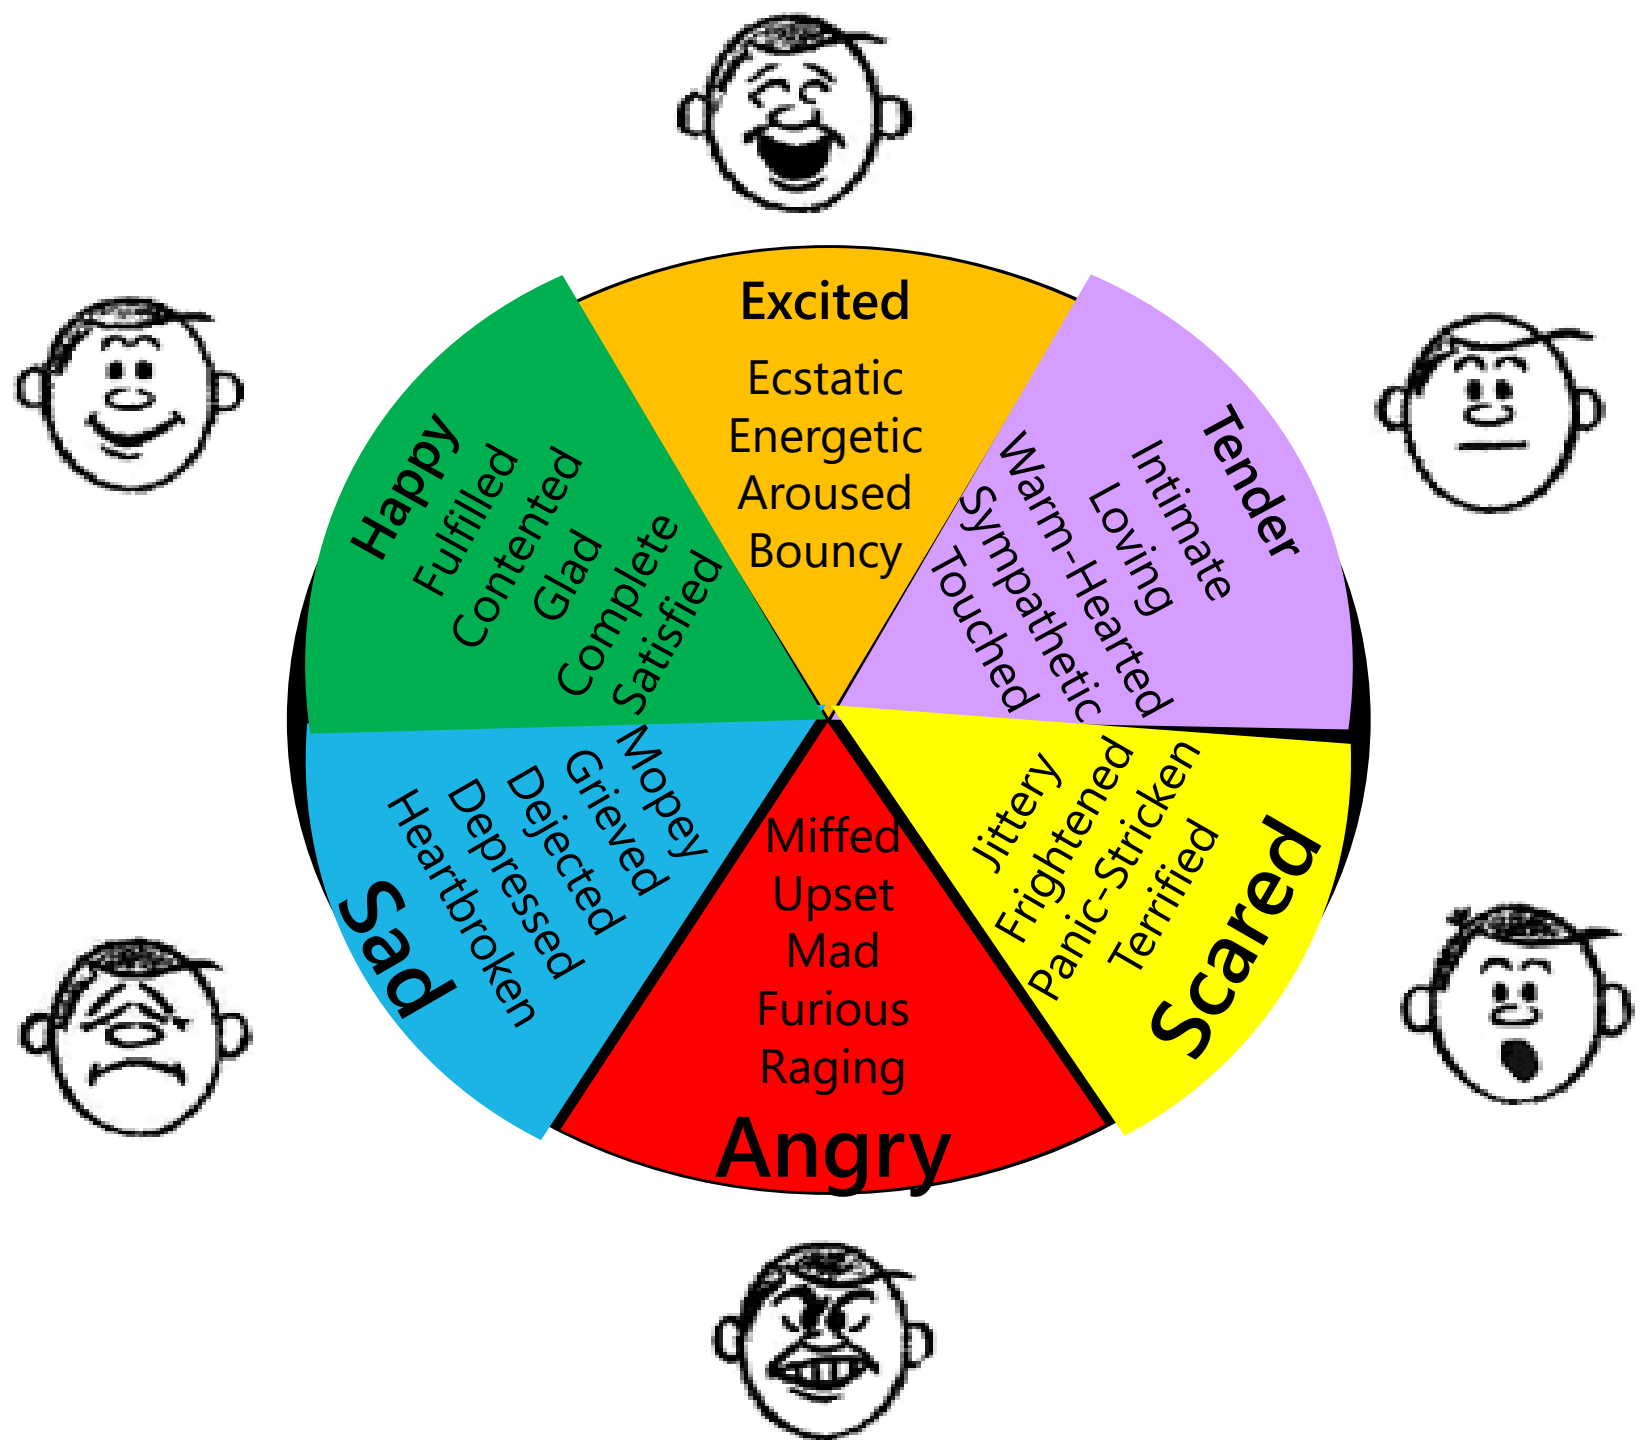 Excited
Ecstatic
Energetic
Aroused
Bouncy
Tender
Intimate
Loving
Warm-Hearted
Sympathetic
Touched
Jittery
Frightened
Panic-Stricken
Terrified
Scared
Miffed
Upset
Mad
Furious
Raging
Angry
Mopey
Grieved
Dejected
Depressed
Heartbroken
Sad
Happy
Fulfilled
Contented
Glad
Complete
Satisfied